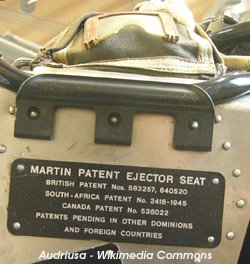 MARTIN PATENT EJECTOR SEAT
BRITISH PATENT Nos. 583257, 640520
SOUTH-AFRICA PATENT No. 2418-1945
CANADA PATENT No. 535022
PATENTS PENDING IN OTHER DOMINIONS
AND FOREIGN COUNTRIES
Audriusa - Wikimedia Commons